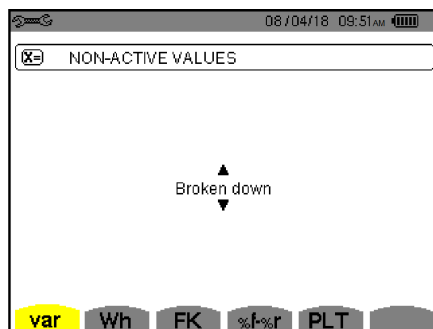 08/04/18 09:51AM
X= NON-ACTIVE VALUES
Broken down
var Wh FK %f-%r PLT